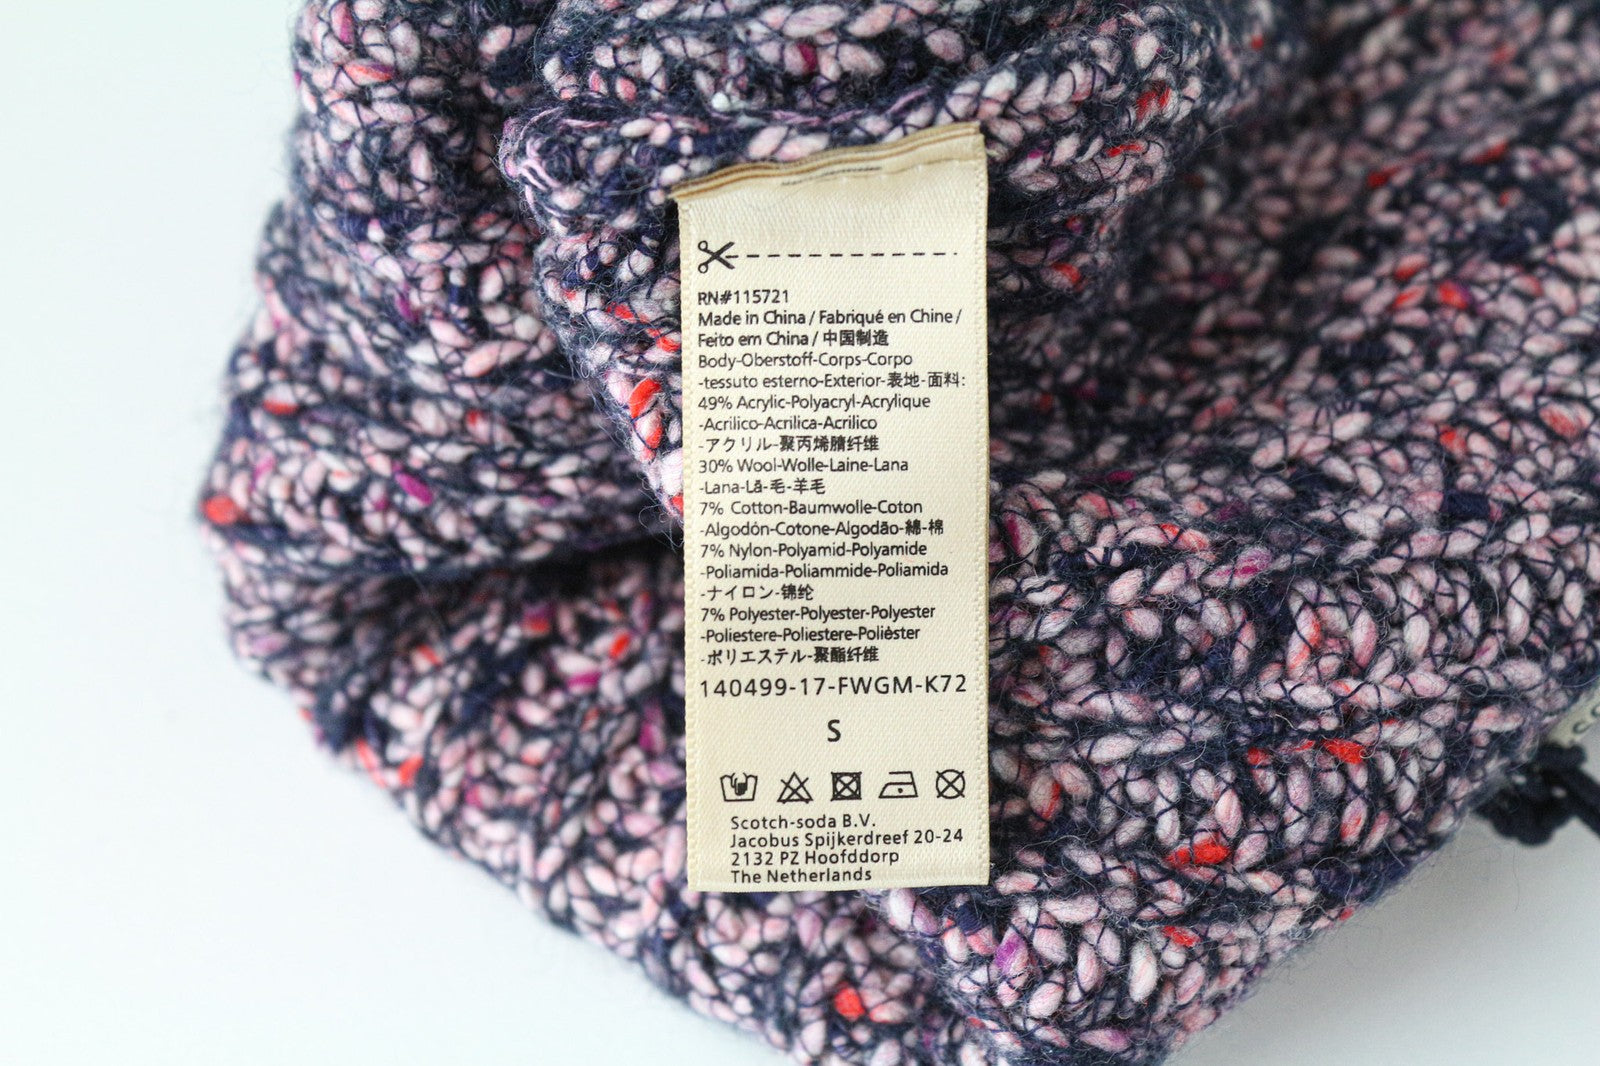 RN#115721
Made in China / Fabriqué en Chine /
Feito em China / 中国制造
Body-Oberstoff-Corps-Corpo
-tessuto esterno-Exterior-表地-面料:
49% Acrylic-Polyacryl-Acrylique
-Acrilico-Acrilica-Acrilico
-アクリル-聚丙烯腈纤维
30% Wool-Wolle-Laine-Lana
-Lana-Lã-毛-羊毛
7% Cotton-Baumwolle-Coton
-Algodón-Cotone-Algodão-綿-棉
7% Nylon-Polyamid-Polyamide
-Poliamida-Poliammide-Poliamida
-ナイロン-锦纶
7% Polyester-Polyester-Polyester
-Poliestere-Poliestere-Poliéster
-ポリエステル-聚酯纤维
140499-17-FWGM-K72
S
Scotch-soda B.V.
Jacobus Spijkerdreef 20-24
2132 PZ Hoofddorp
The Netherlands